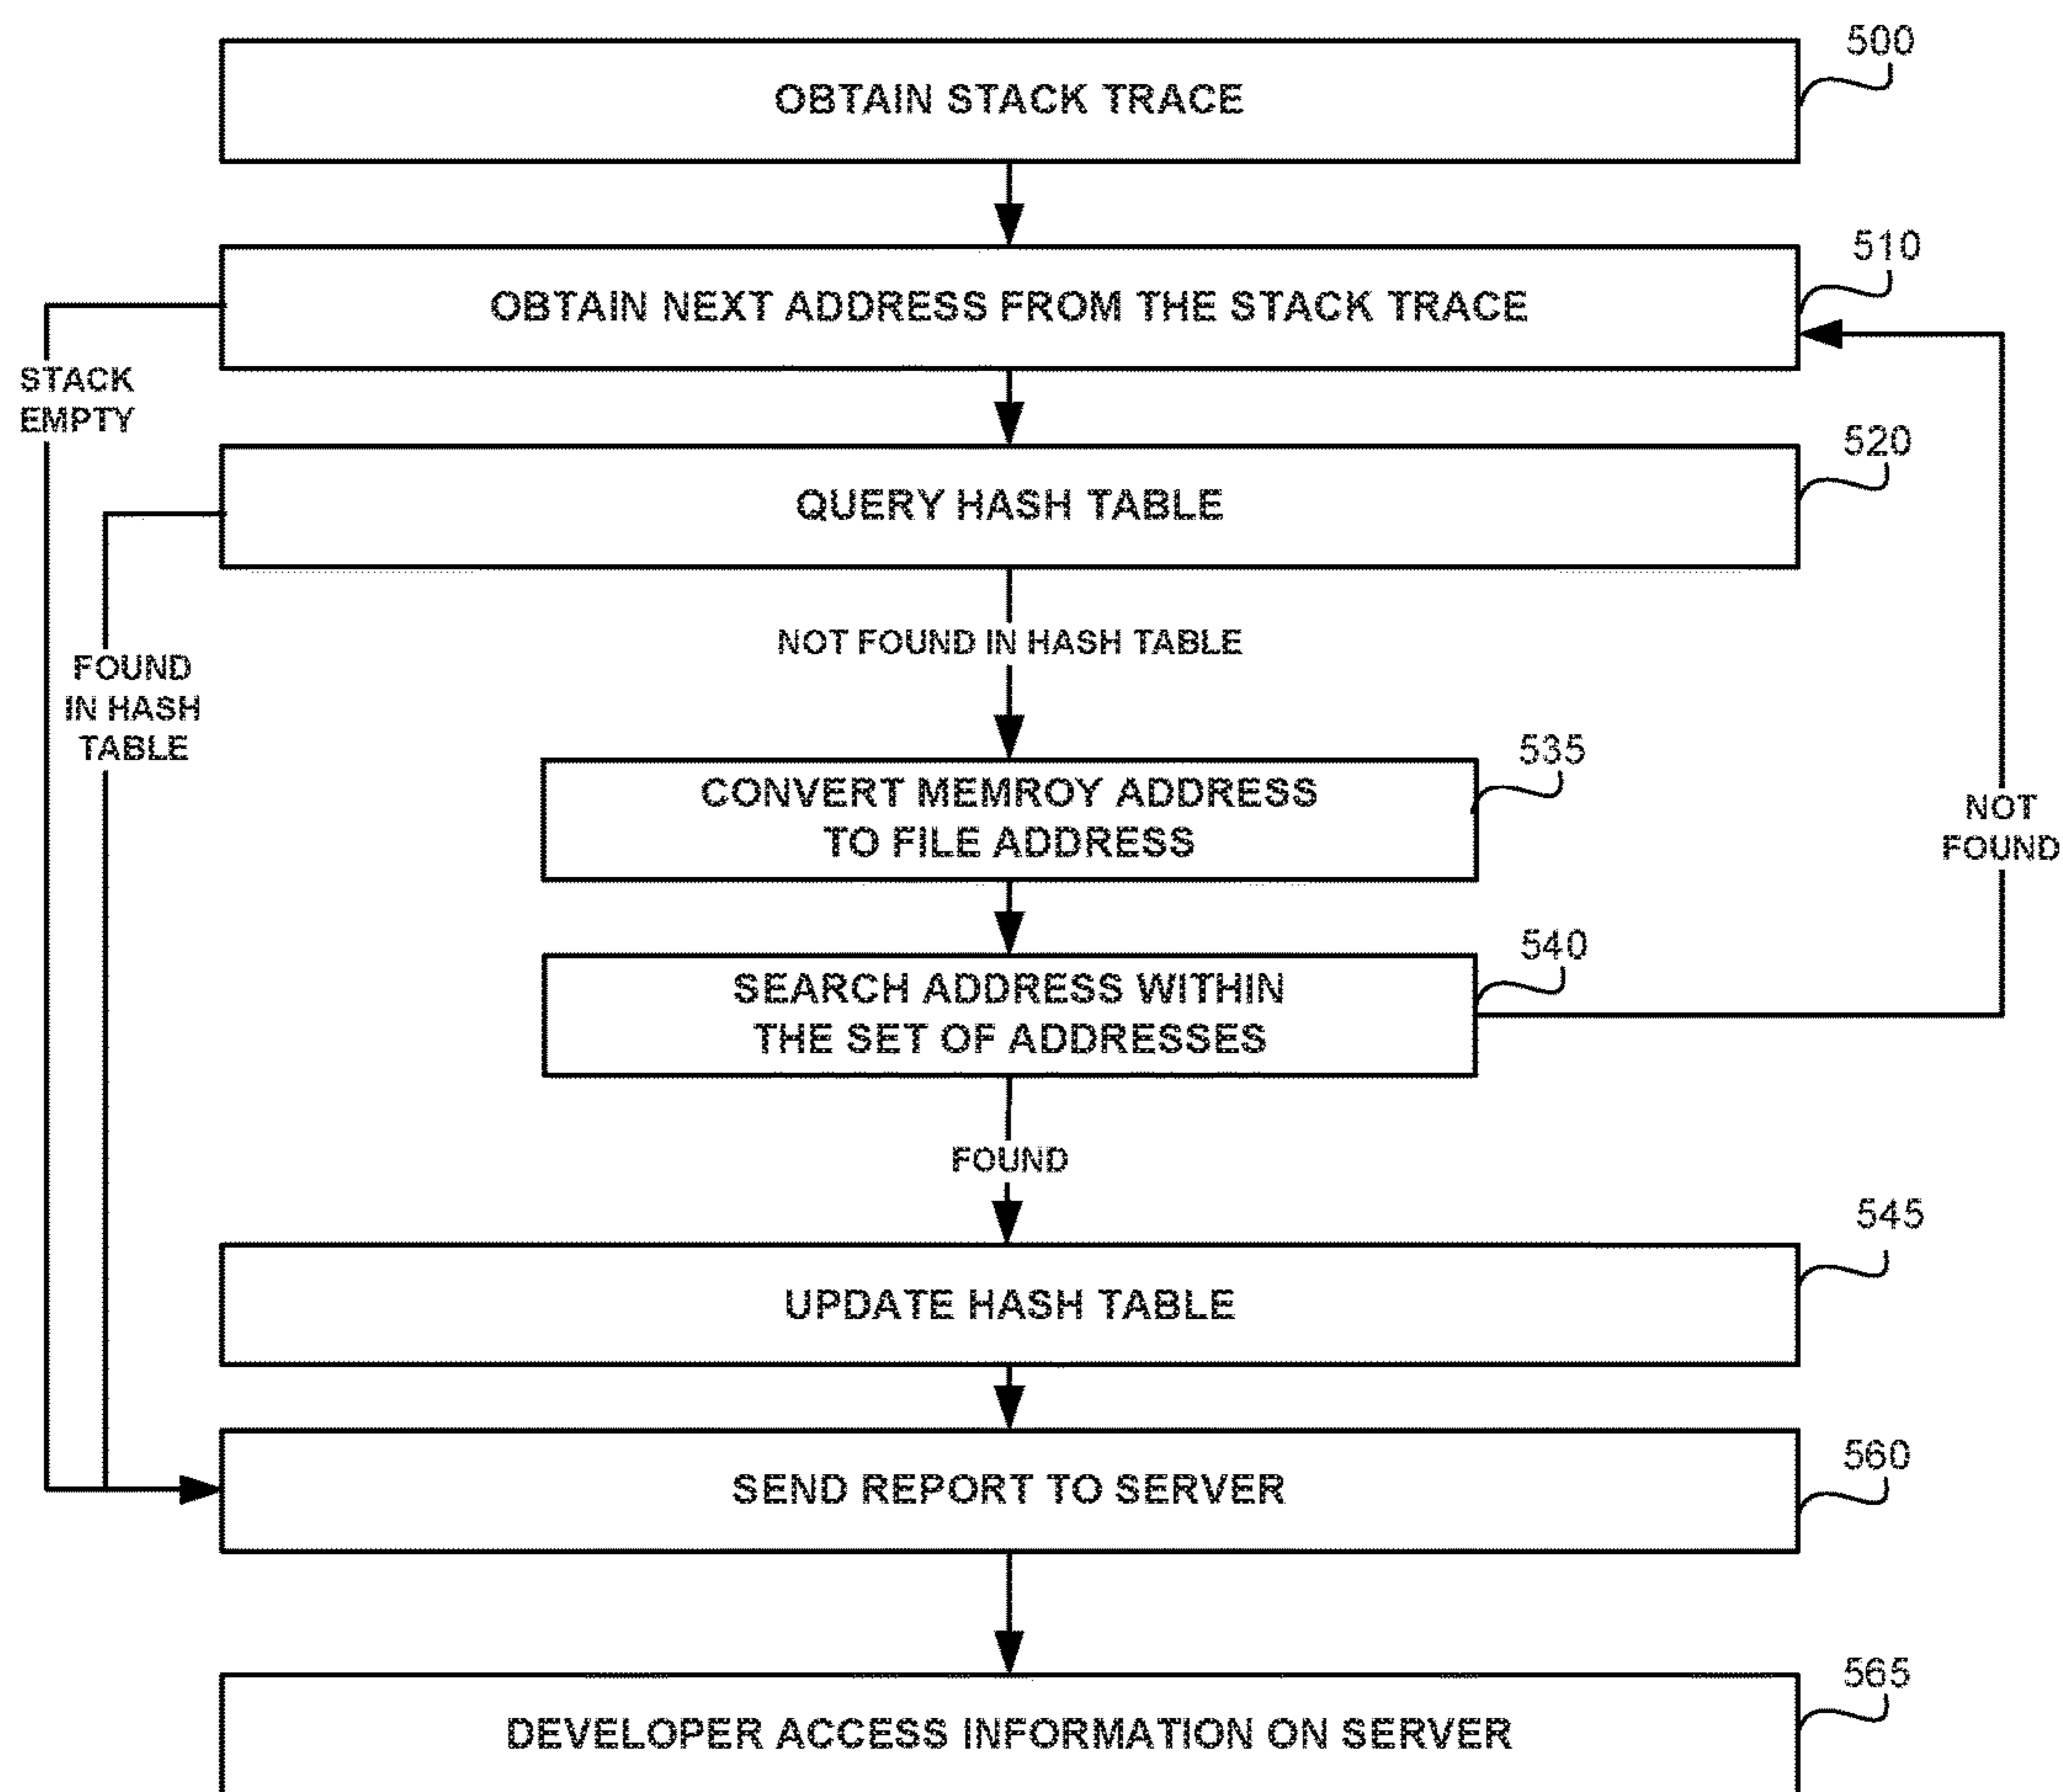 500
OBTAIN STACK TRACE
510
OBTAIN NEXT ADDRESS FROM THE STACK TRACE
STACK
EMPTY
520
QUERY HASH TABLE
NOT FOUND IN HASH TABLE
FOUND
IN HASH
TABLE
535
CONVERT MEMROY ADDRESS
TO FILE ADDRESS
NOT
FOUND
540
SEARCH ADDRESS WITHIN
THE SET OF ADDRESSES
FOUND
545
UPDATE HASH TABLE
560
SEND REPORT TO SERVER
565
DEVELOPER ACCESS INFORMATION ON SERVER